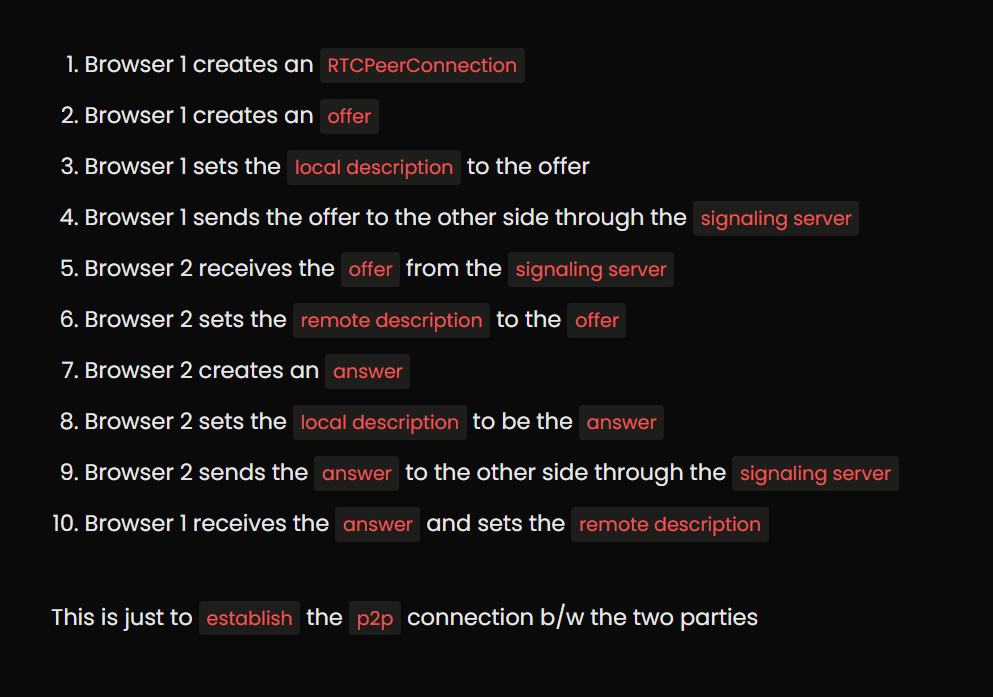 1. Browser 1 creates an RTCPeerConnection
2. Browser 1 creates an offer
3. Browser 1 sets the local description to the offer
4. Browser 1 sends the offer to the other side through the signaling server
5. Browser 2 receives the offer from the signaling server
6. Browser 2 sets the remote description to the offer
7. Browser 2 creates an answer
8. Browser 2 sets the local description to be the answer
9. Browser 2 sends the answer to the other side through the signaling server
10. Browser 1 receives the answer and sets the remote description
This is just to establish the p2p connection b/w the two parties